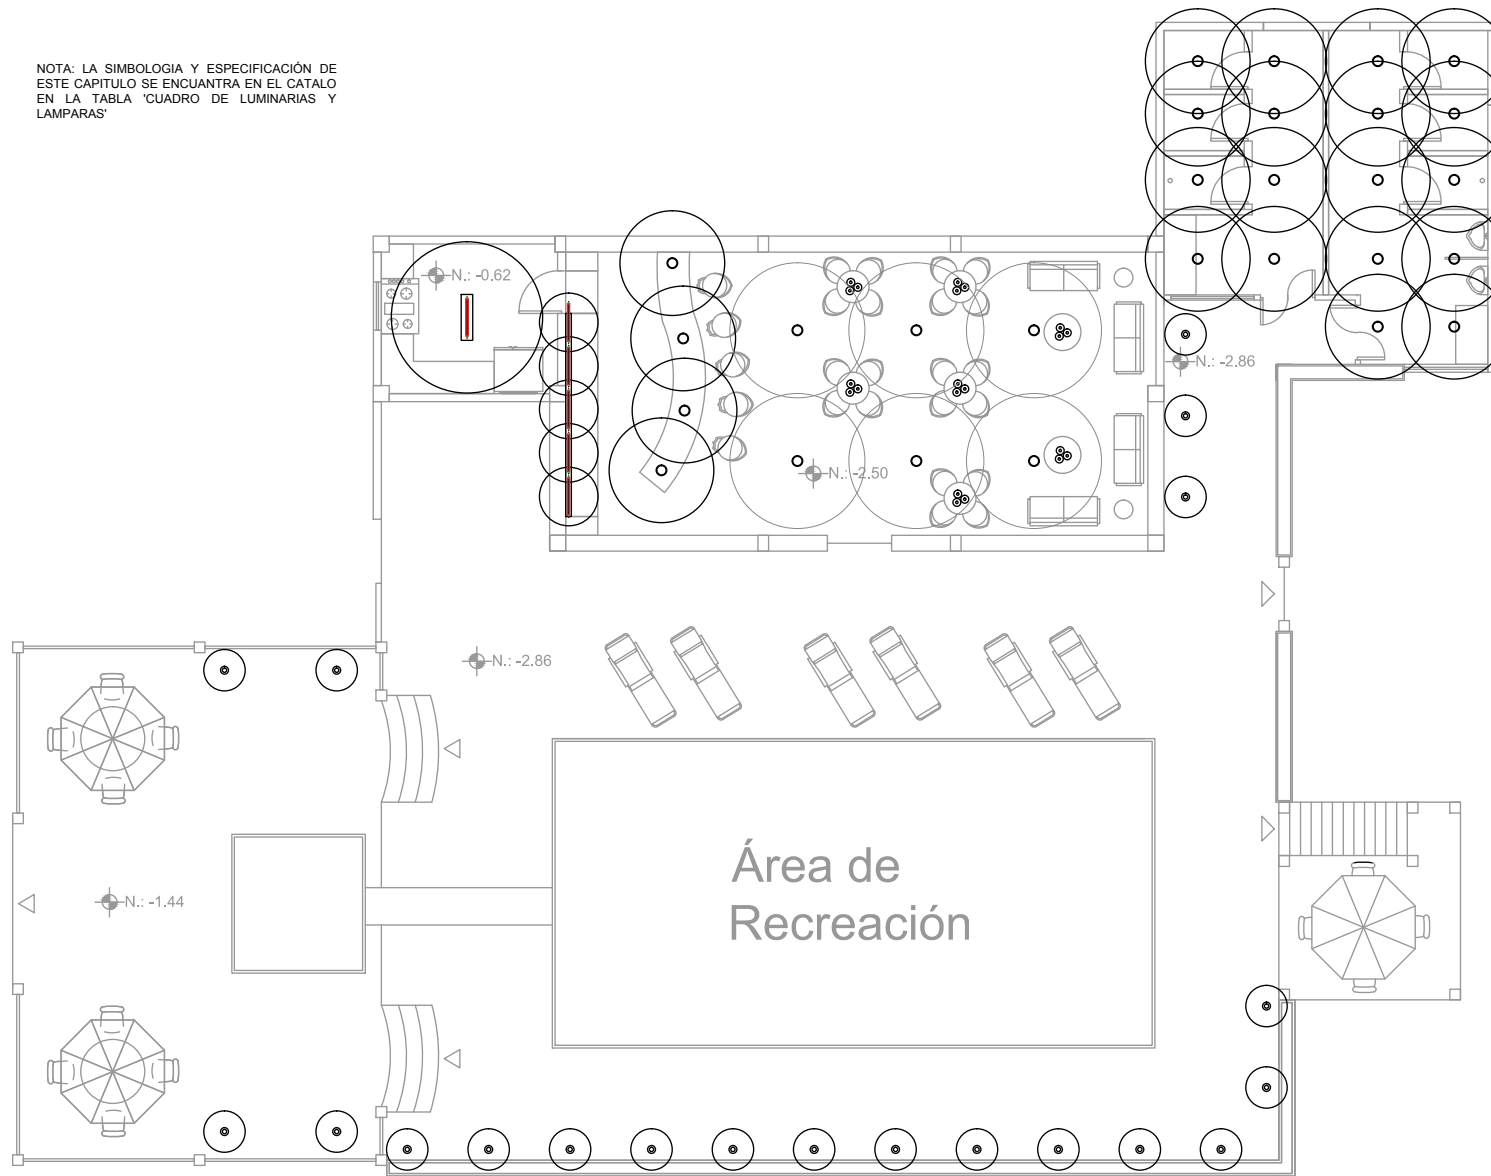 NOTA: LA SIMBOLOGIA Y ESPECIFICACIÓN DE
ESTE CAPITULO SE ENCUANTRA EN EL CATALO
EN LA TABLA 'CUADRO DE LUMINARIAS Y
LAMPARAS'
N.: -0.62
N.: -2.86
N.: -2.50
N.: -2.86
Área de
Recreación
N.: -1.44